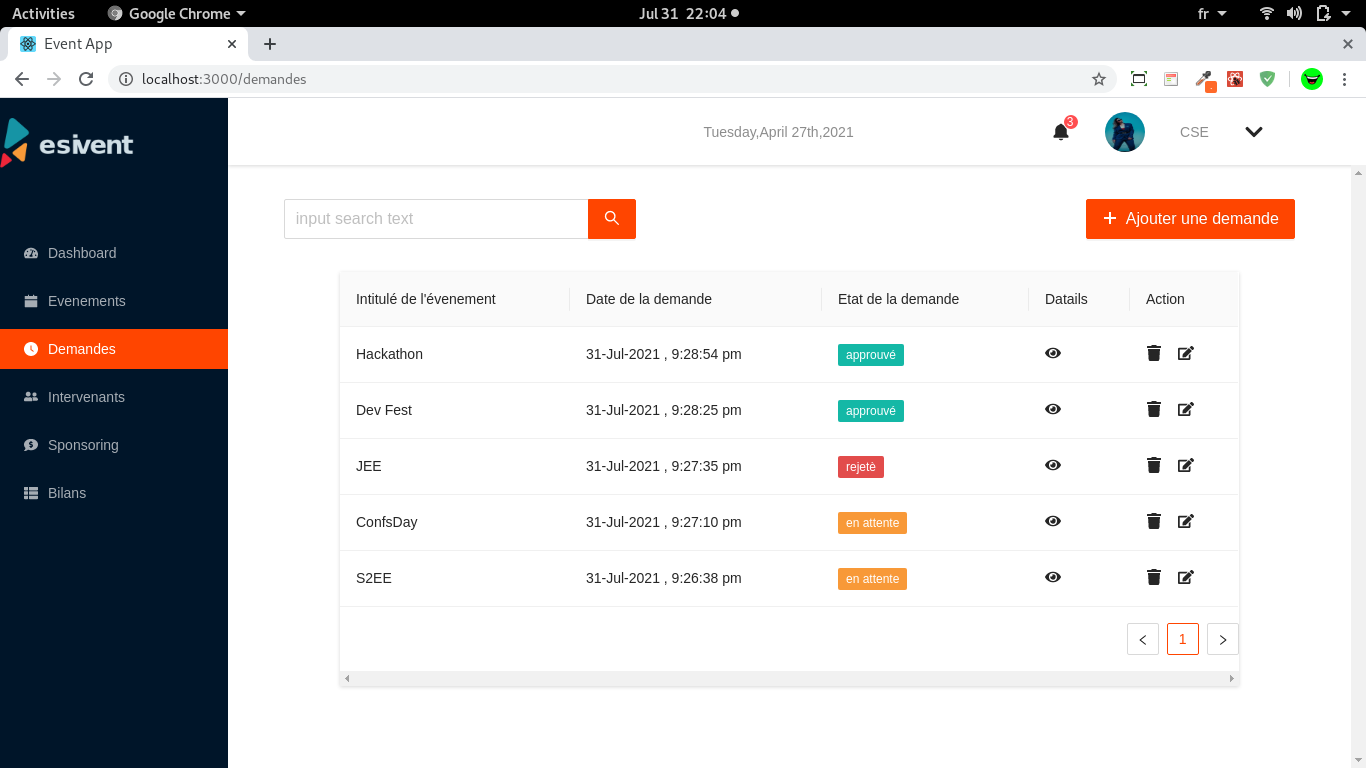 Activities Google Chrome Jul 31 22:04 fr
Event App
localhost:3000/demandes
esivent
Tuesday,April 27th,2021 3 CSE
input search text
Ajouter une demande
Dashboard
Evenements
Demandes
Intervenants
Sponsoring
Bilans
Intitulé de l'évenement Date de la demande Etat de la demande Datails Action
Hackathon 31-Jul-2021 , 9:28:54 pm approuvé
Dev Fest 31-Jul-2021 , 9:28:25 pm approuvé
JEE 31-Jul-2021 , 9:27:35 pm rejeté
ConfsDay 31-Jul-2021 , 9:27:10 pm en attente
S2EE 31-Jul-2021 , 9:26:38 pm en attente
1